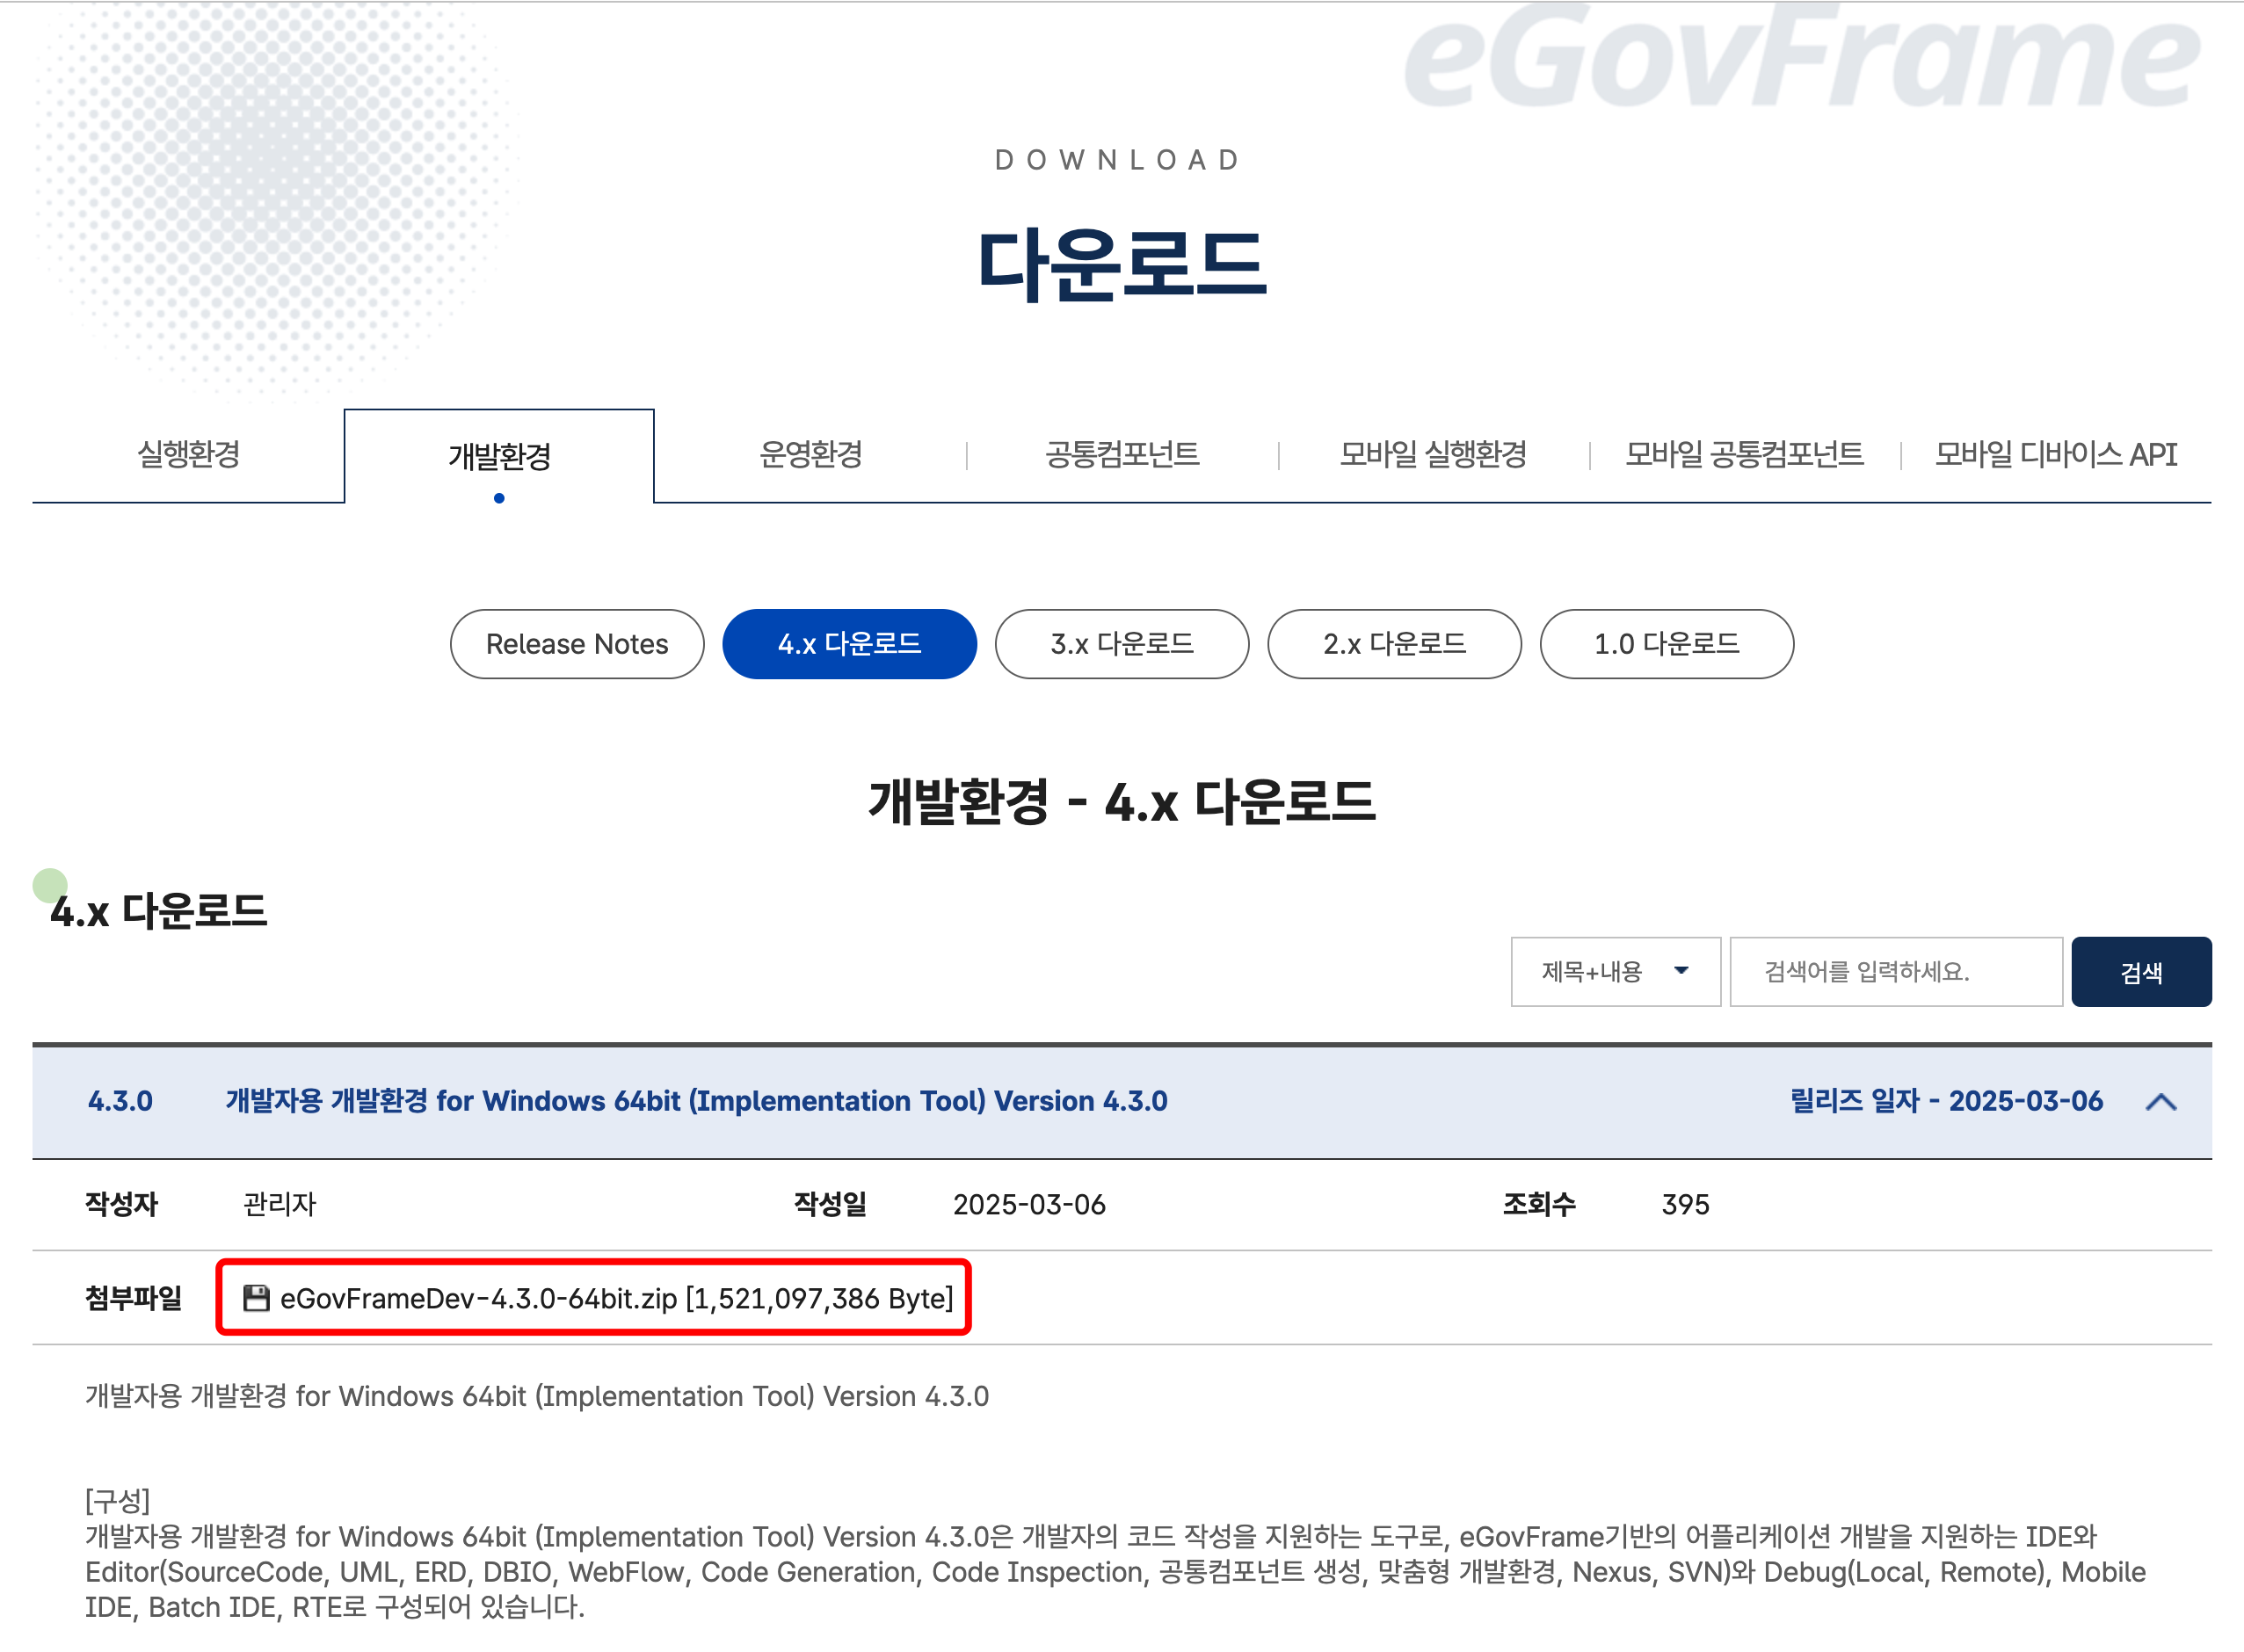 eGovFrame
DOWNLOAD
다운로드
실행환경
개발환경
운영환경
공통컴포넌트
모바일 실행환경
모바일 공통컴포넌트
모바일 디바이스 API
Release Notes
4.x 다운로드
3.x 다운로드
2.x 다운로드
1.0 다운로드
개발환경 - 4.x 다운로드
4.x 다운로드
제목+내용
검색어를 입력하세요.
검색
4.3.0 개발자용 개발환경 for Windows 64bit (Implementation Tool) Version 4.3.0 릴리즈 일자 - 2025-03-06
작성자 관리자 작성일 2025-03-06 조회수 395
첨부파일 eGovFrameDev-4.3.0-64bit.zip [1,521,097,386 Byte]
개발자용 개발환경 for Windows 64bit (Implementation Tool) Version 4.3.0
[구성]
개발자용 개발환경 for Windows 64bit (Implementation Tool) Version 4.3.0은 개발자의 코드 작성을 지원하는 도구로, eGovFrame기반의 어플리케이션 개발을 지원하는 IDE와
Editor(SourceCode, UML, ERD, DBIO, WebFlow, Code Generation, Code Inspection, 공통컴포넌트 생성, 맞춤형 개발환경, Nexus, SVN)와 Debug(Local, Remote), Mobile
IDE, Batch IDE, RTE로 구성되어 있습니다.